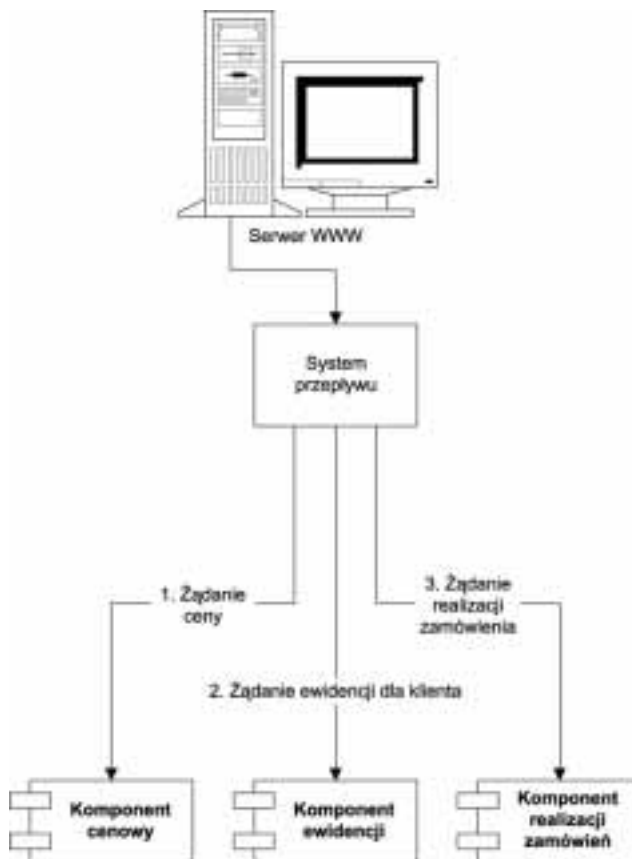 Serwer WWW
System
przepływu
1. Żądanie
ceny
3. Żądanie
realizacji
zamówienia
2. Żądanie ewidencji dla klienta
Komponent
cenowy
Komponent
ewidencji
Komponent
realizacji
zamówień